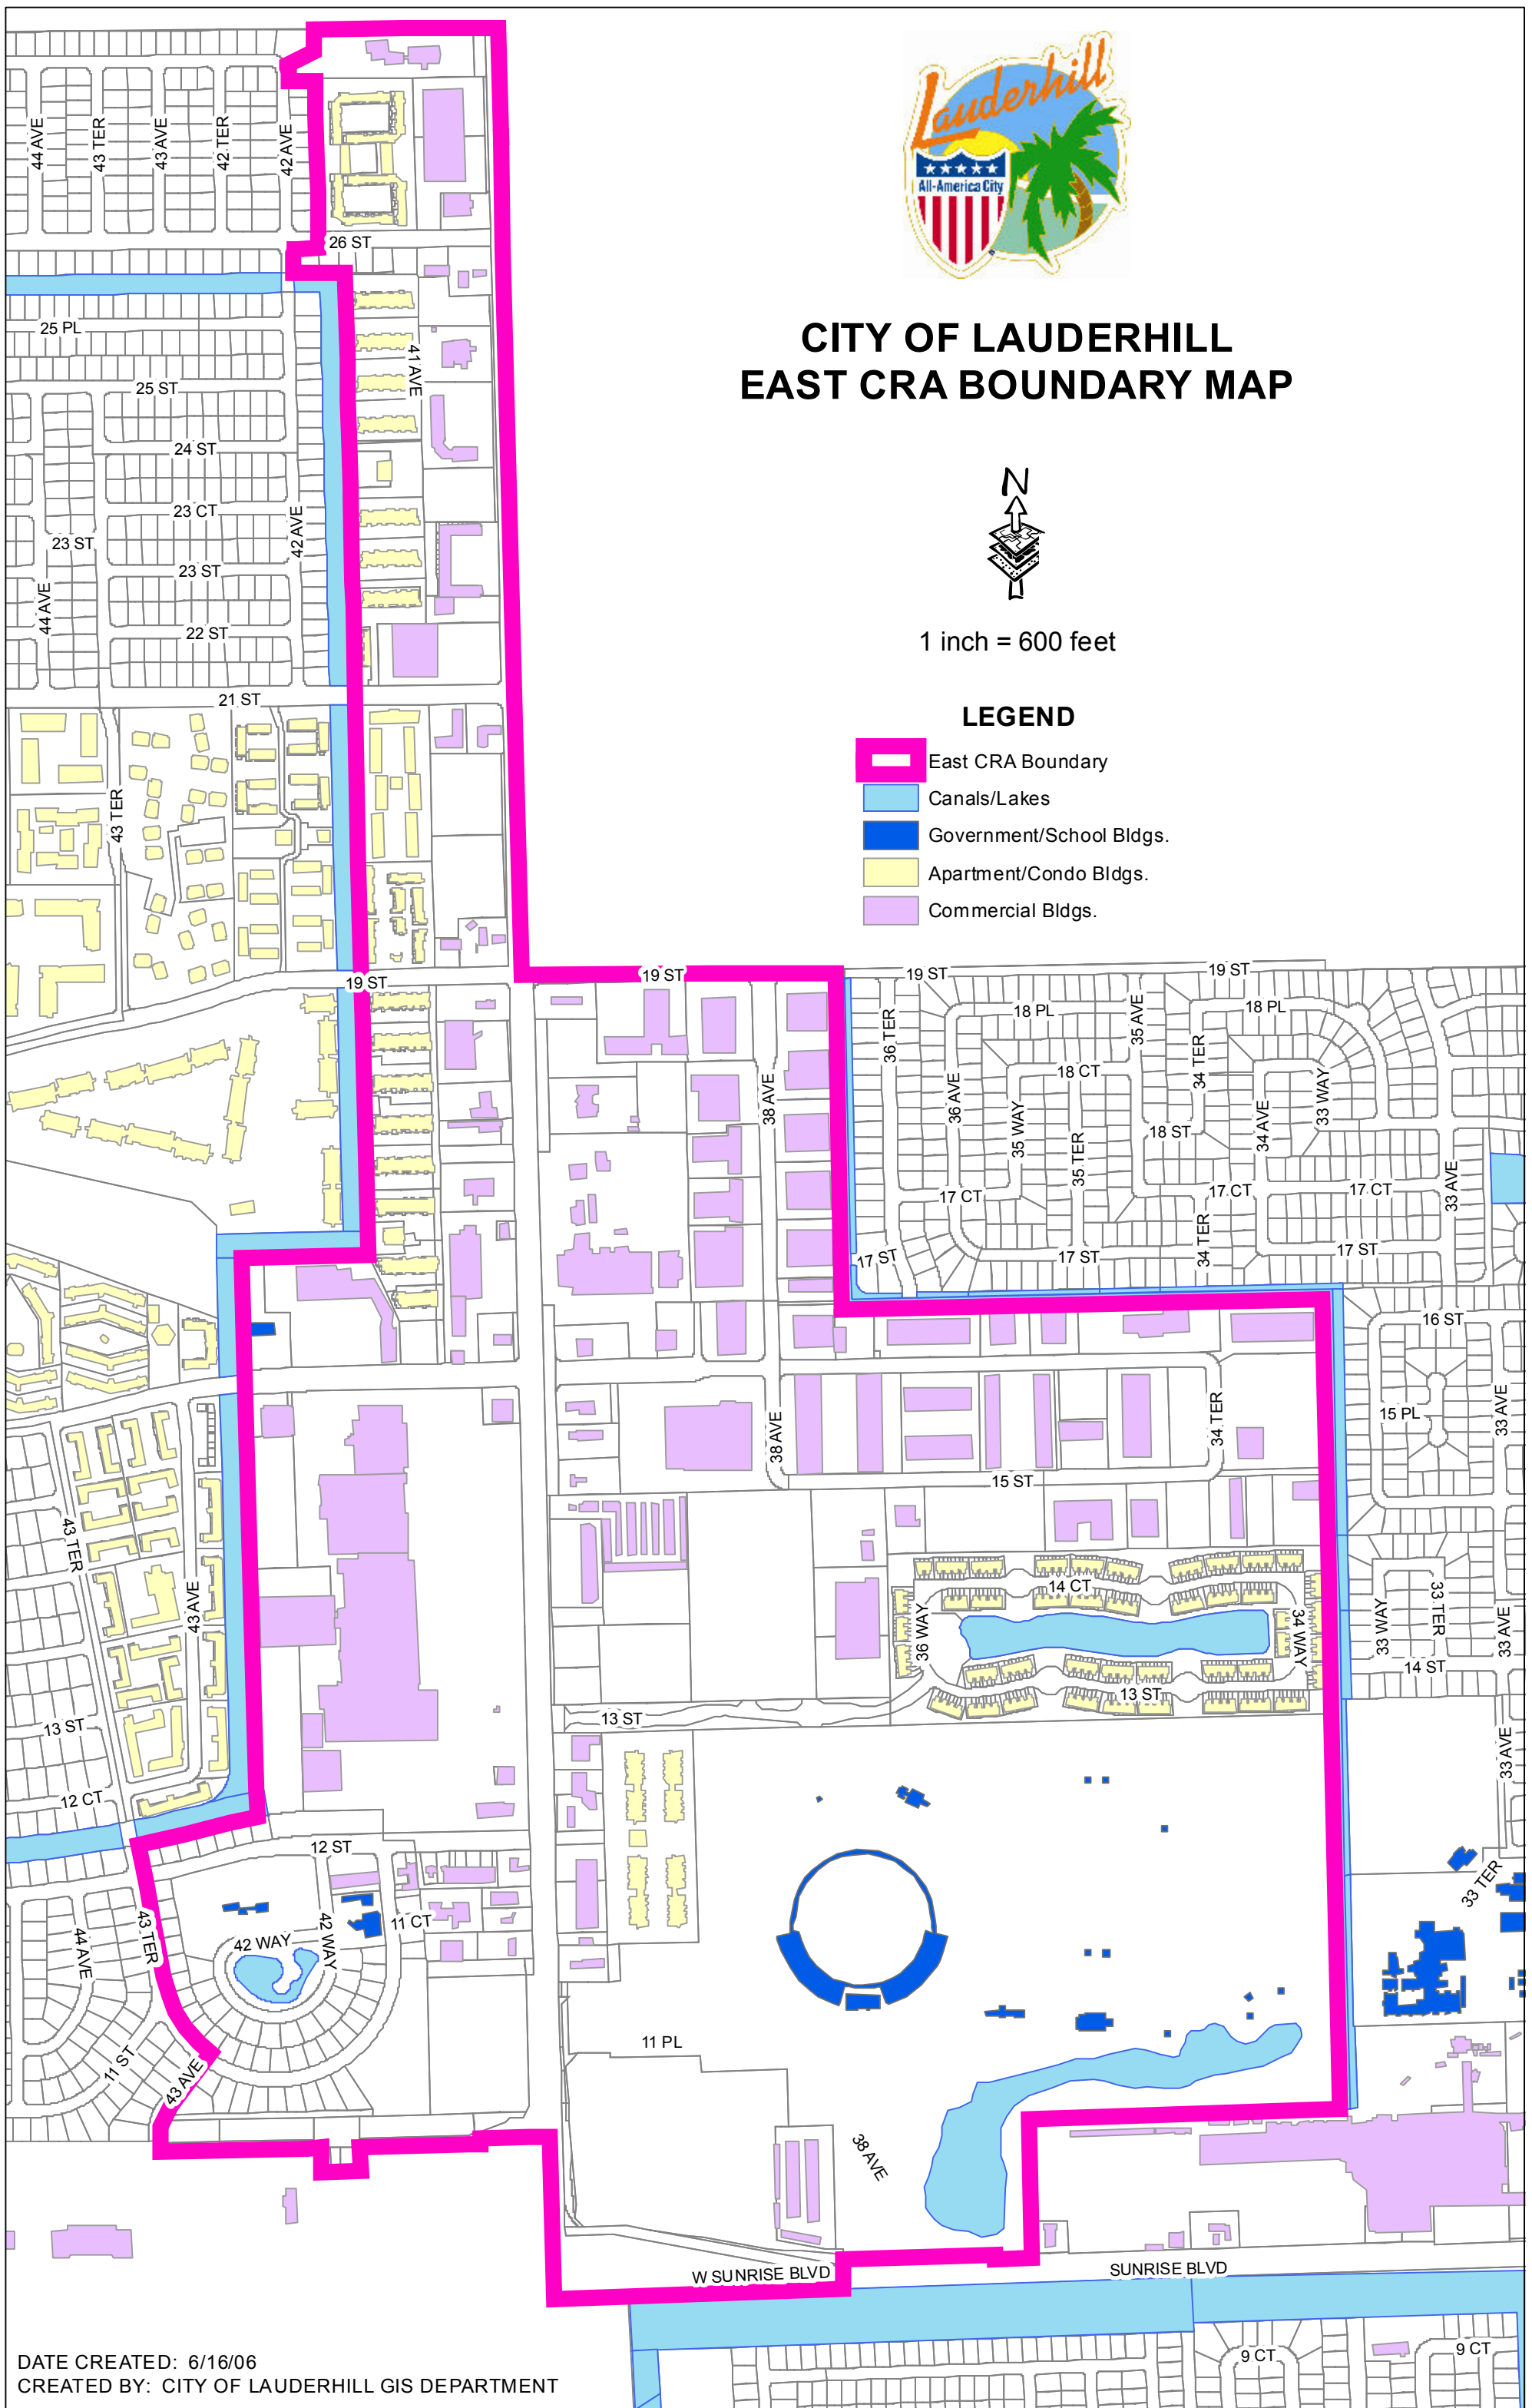 Lauderhill
All-America City
CITY OF LAUDERHILL
EAST CRA BOUNDARY MAP
N
1 inch = 600 feet
LEGEND
East CRA Boundary
Canals/Lakes
Government/School Bldgs.
Apartment/Condo Bldgs.
Commercial Bldgs.
44 AVE
43 TER
43 AVE
42 TER
42 AVE
26 ST
25 PL
41 AVE
25 ST
24 ST
23 CT
42 AVE
23 ST
23 ST
44 AVE
22 ST
21 ST
43 TER
19 ST
19 ST
19 ST
19 ST
36 TER
18 PL
35 AVE
18 PL
34 TER
18 CT
38 AVE
36 AVE
33 WAY
35 WAY
34 AVE
18 ST
35 TER
17 CT
17 CT
17 CT
33 AVE
34 TER
17 ST
17 ST
17 ST
16 ST
15 PL
33 AVE
34 TER
38 AVE
15 ST
43 TER
43 AVE
14 CT
36 WAY
34 WAY
33 WAY
33 TER
33 AVE
14 ST
13 ST
13 ST
13 ST
33 AVE
12 CT
12 ST
33 TER
44 AVE
43 TER
42 WAY
42 WAY
11 CT
11 ST
43 AVE
11 PL
38 AVE
W SUNRISE BLVD
SUNRISE BLVD
9 CT
9 CT
DATE CREATED: 6/16/06
CREATED BY: CITY OF LAUDERHILL GIS DEPARTMENT